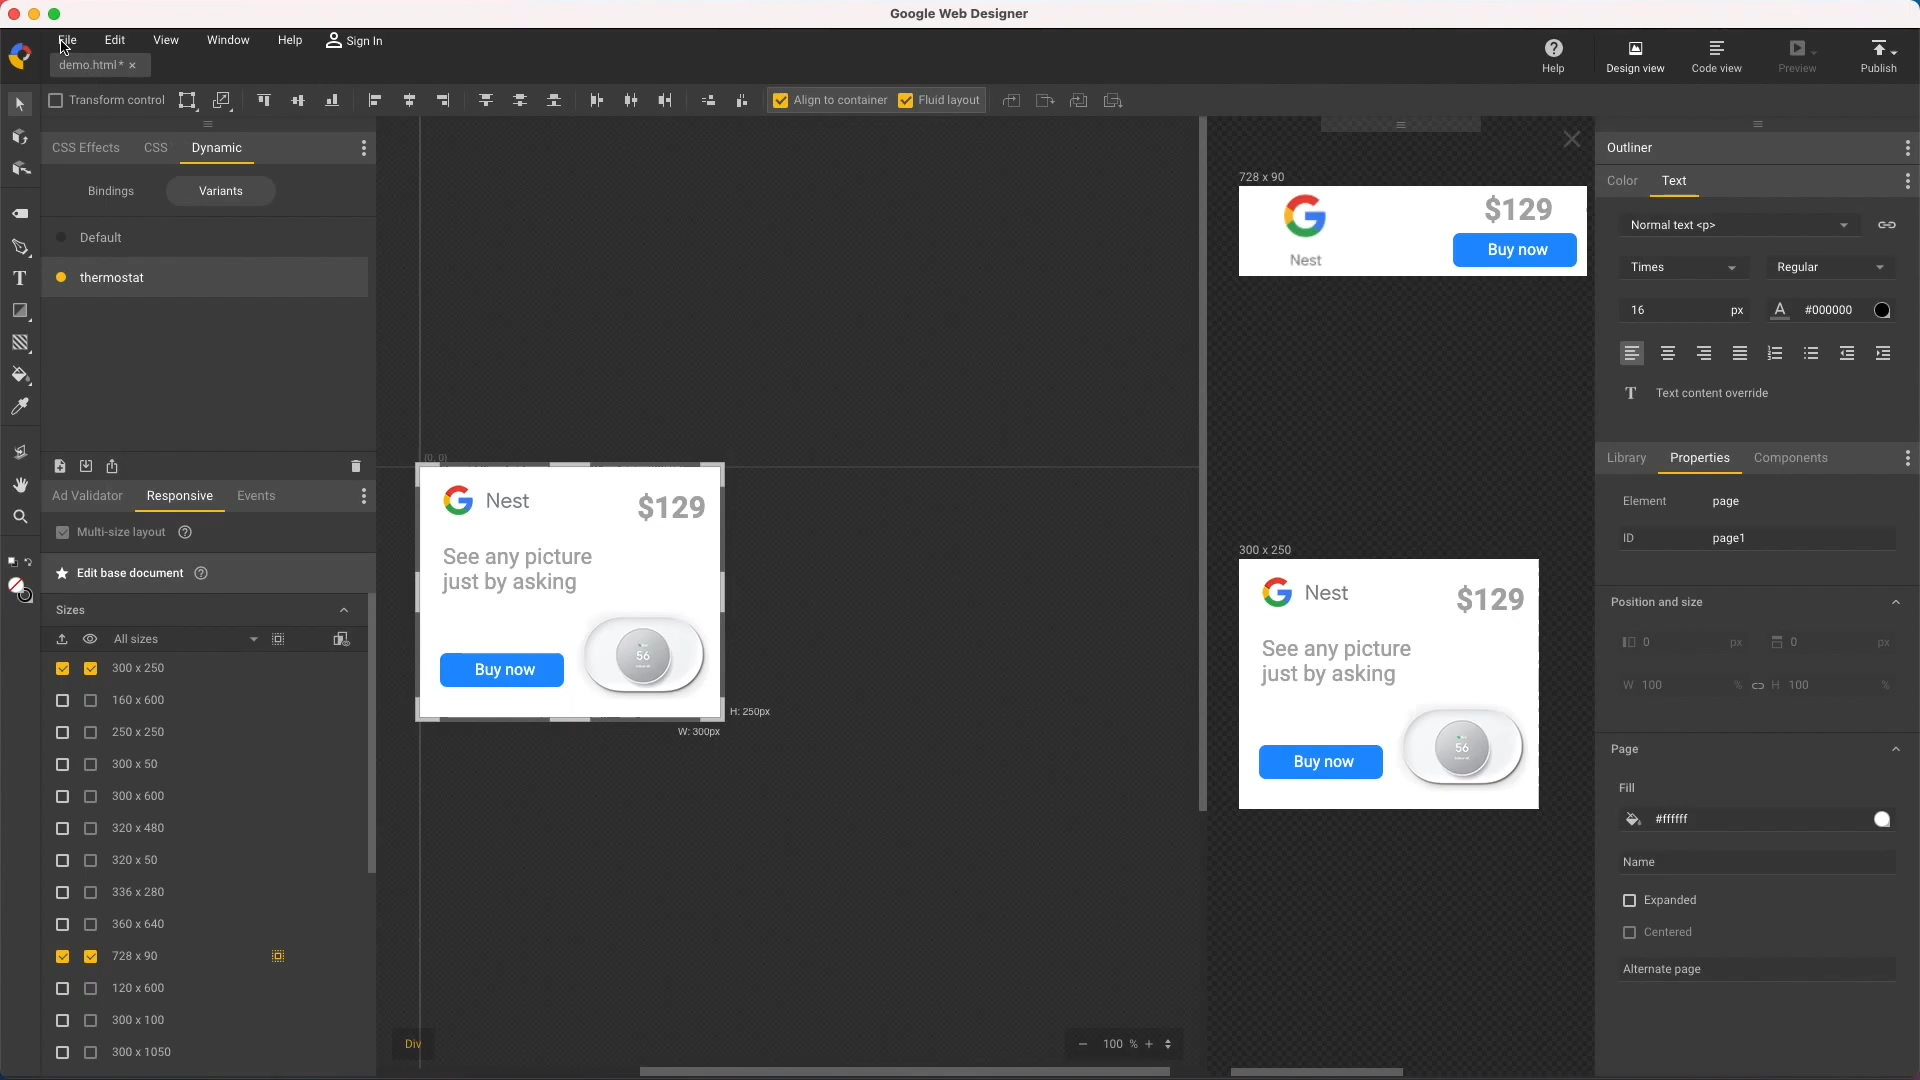 Google Web Designer
File Edit View Window Help Sign In
demo.html*
Help Design view Code view Preview Publish
Transform control Align to container Fluid layout
CSS Effects CSS Dynamic
Bindings Variants
Default
thermostat
Ad Validator Responsive Events
Multi-size layout
Edit base document
Sizes
All sizes
300 x 250
160 x 600
250 x 250
300 x 50
300 x 600
320 x 480
320 x 50
336 x 280
360 x 640
728 x 90
120 x 600
300 x 100
300 x 1050
(0, 0)
Nest
$129
See any picture
just by asking
56
Buy now
H: 250px
W: 300px
Div
100 %
728 x 90
$129
Nest
Buy now
300 x 250
Nest
$129
See any picture
just by asking
56
Buy now
Outliner
Color Text
Normal text <p>
Times Regular
16 px #000000
Text content override
Library Properties Components
Element page
ID page1
Position and size
0 px 0 px
W 100 % H 100 %
Page
Fill
#ffffff
Name
Expanded
Centered
Alternate page